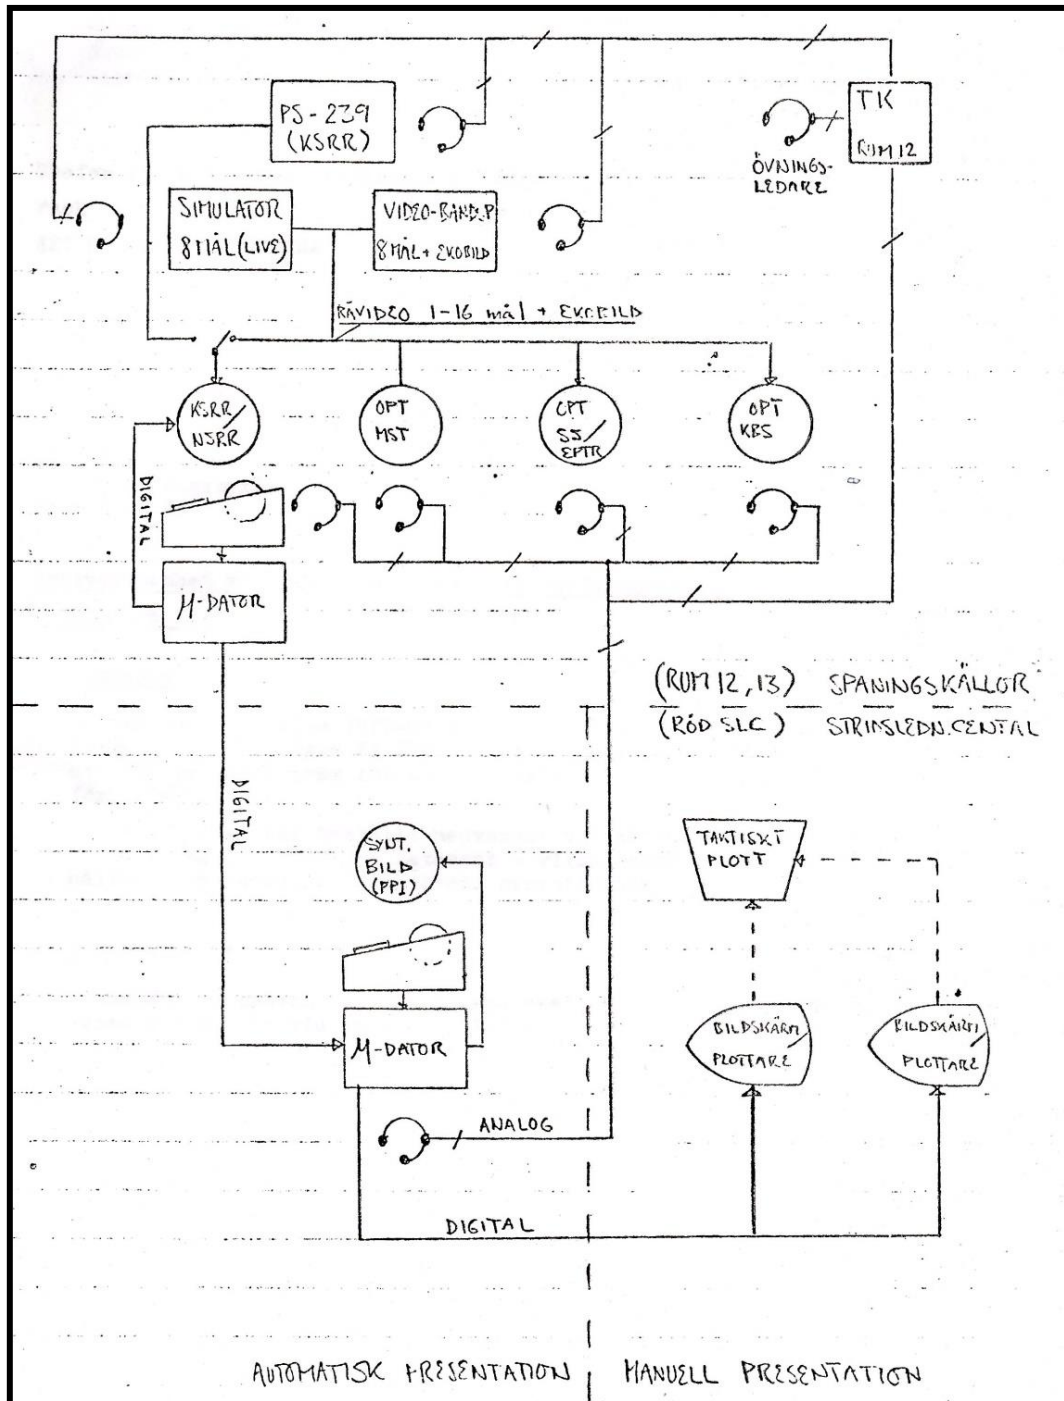 PS-239
(KSRR)
TK
RUM 12
ÖVNINGS-
LEDARE
SIMULATOR
8 MÅL (LIVE)
VIDEO-BANDSP
8 MÅL + EKOBILD
RÅVIDEO 1-16 mål + EKOBILD
KSRR/
NSRR
OPT
MST
OPT
SS/
EPTR
OPT
KBS
DIGITAL
µ-DATOR
(RUM 12, 13) SPANINGSKÄLLOR
(RÖD SLC) STRIDSLEDN.CENTAL
DIGITAL
SYNT.
BILD
(PPI)
TAKTISKT
PLOTT
µ-DATOR
BILDSKÄRM/
PLOTTARE
BILDSKÄRM/
PLOTTARE
ANALOG
DIGITAL
AUTOMATISK PRESENTATION
MANUELL PRESENTATION